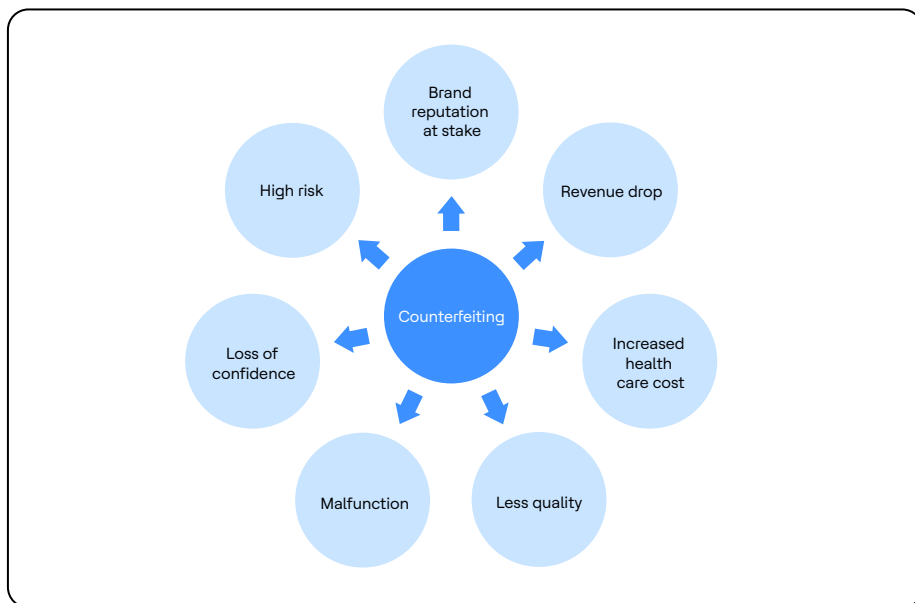 Brand
reputation
at stake
High risk
Revenue drop
Counterfeiting
Loss of
confidence
Increased
health
care cost
Malfunction
Less quality